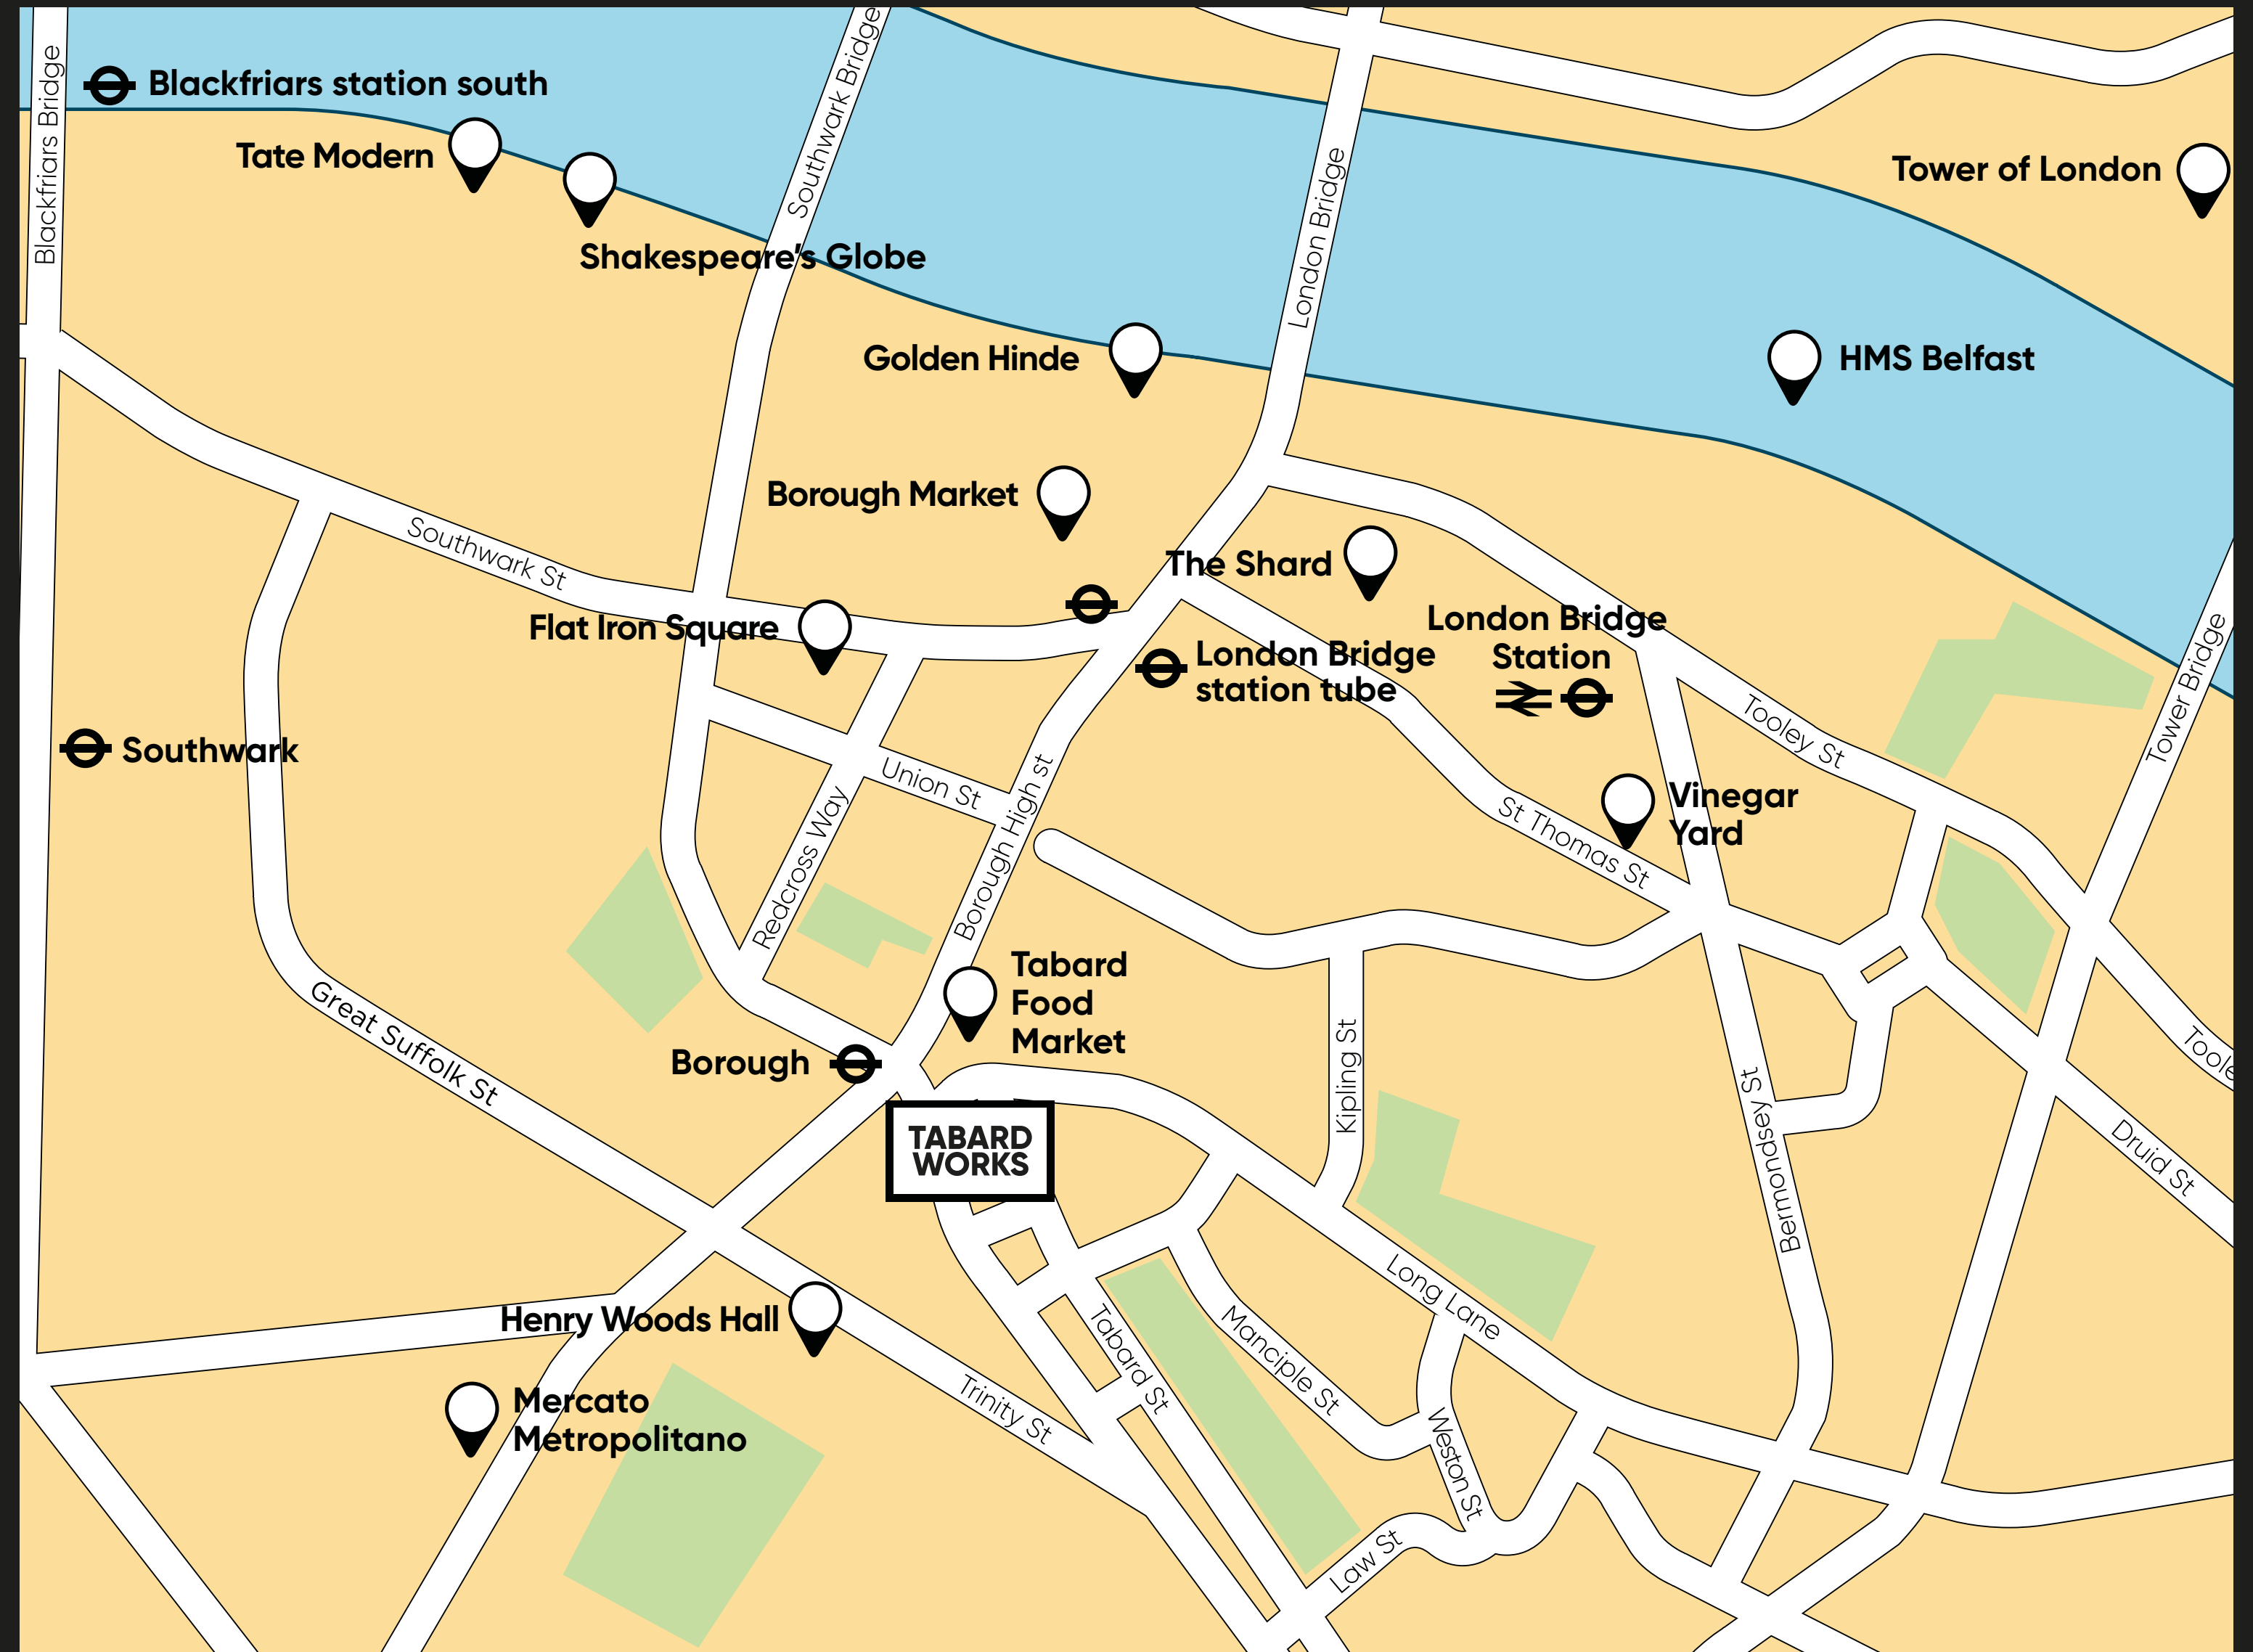 Blackfriars Bridge
Blackfriars station south
Southwark Bridge
Tate Modern
Shakespeare's Globe
London Bridge
Tower of London
Golden Hinde
HMS Belfast
Borough Market
Southwark St
The Shard
Flat Iron Square
London Bridge
Station
London Bridge
station tube
Tower Bridge
Tooley St
Southwark
Union St
Redcross Way
Borough High st
St Thomas St
Vinegar
Yard
Great Suffolk St
Tabard
Food
Market
Borough
Kipling St
Bermondsey St
Toole
Druid St
TABARD
WORKS
Long Lane
Henry Woods Hall
Tabard St
Manciple St
Mercato
Metropolitano
Trinity St
Weston St
Law St